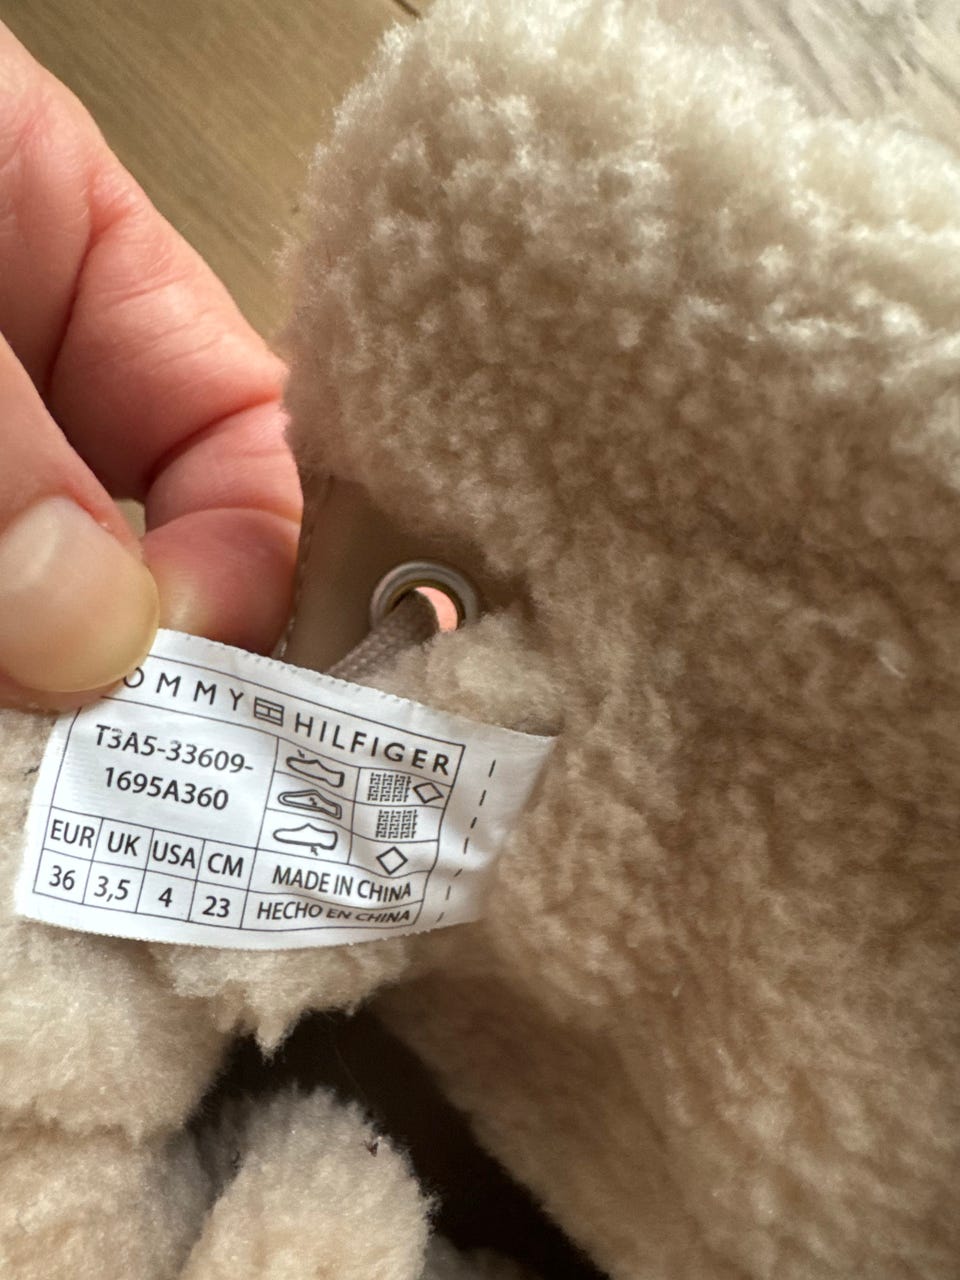 OMMY HILFIGER
T3A5-33609-
1695A360
EUR UK USA CM
36 3,5 4 23
MADE IN CHINA
HECHO EN CHINA